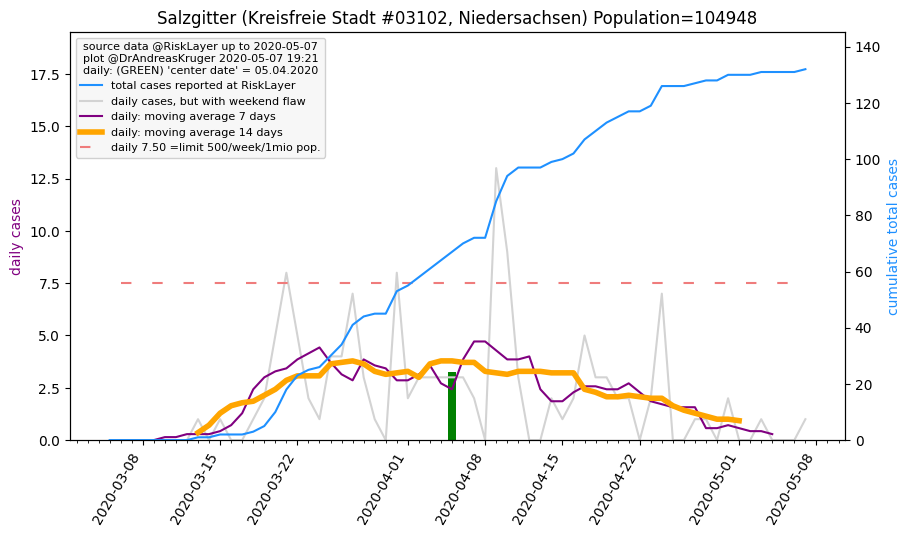 Salzgitter (Kreisfreie Stadt #03102, Niedersachsen) Population=104948
source data @RiskLayer up to 2020-05-07
plot @DrAndreasKruger 2020-05-07 19:21
daily: (GREEN) 'center date' = 05.04.2020
total cases reported at RiskLayer
daily cases, but with weekend flaw
daily: moving average 7 days
daily: moving average 14 days
daily 7.50 =limit 500/week/1mio pop.
daily cases
17.5
15.0
12.5
10.0
7.5
5.0
2.5
0.0
140
120
100
80
60
40
20
0
cumulative total cases
2020-03-08
2020-03-15
2020-03-22
2020-04-01
2020-04-08
2020-04-15
2020-04-22
2020-05-01
2020-05-08